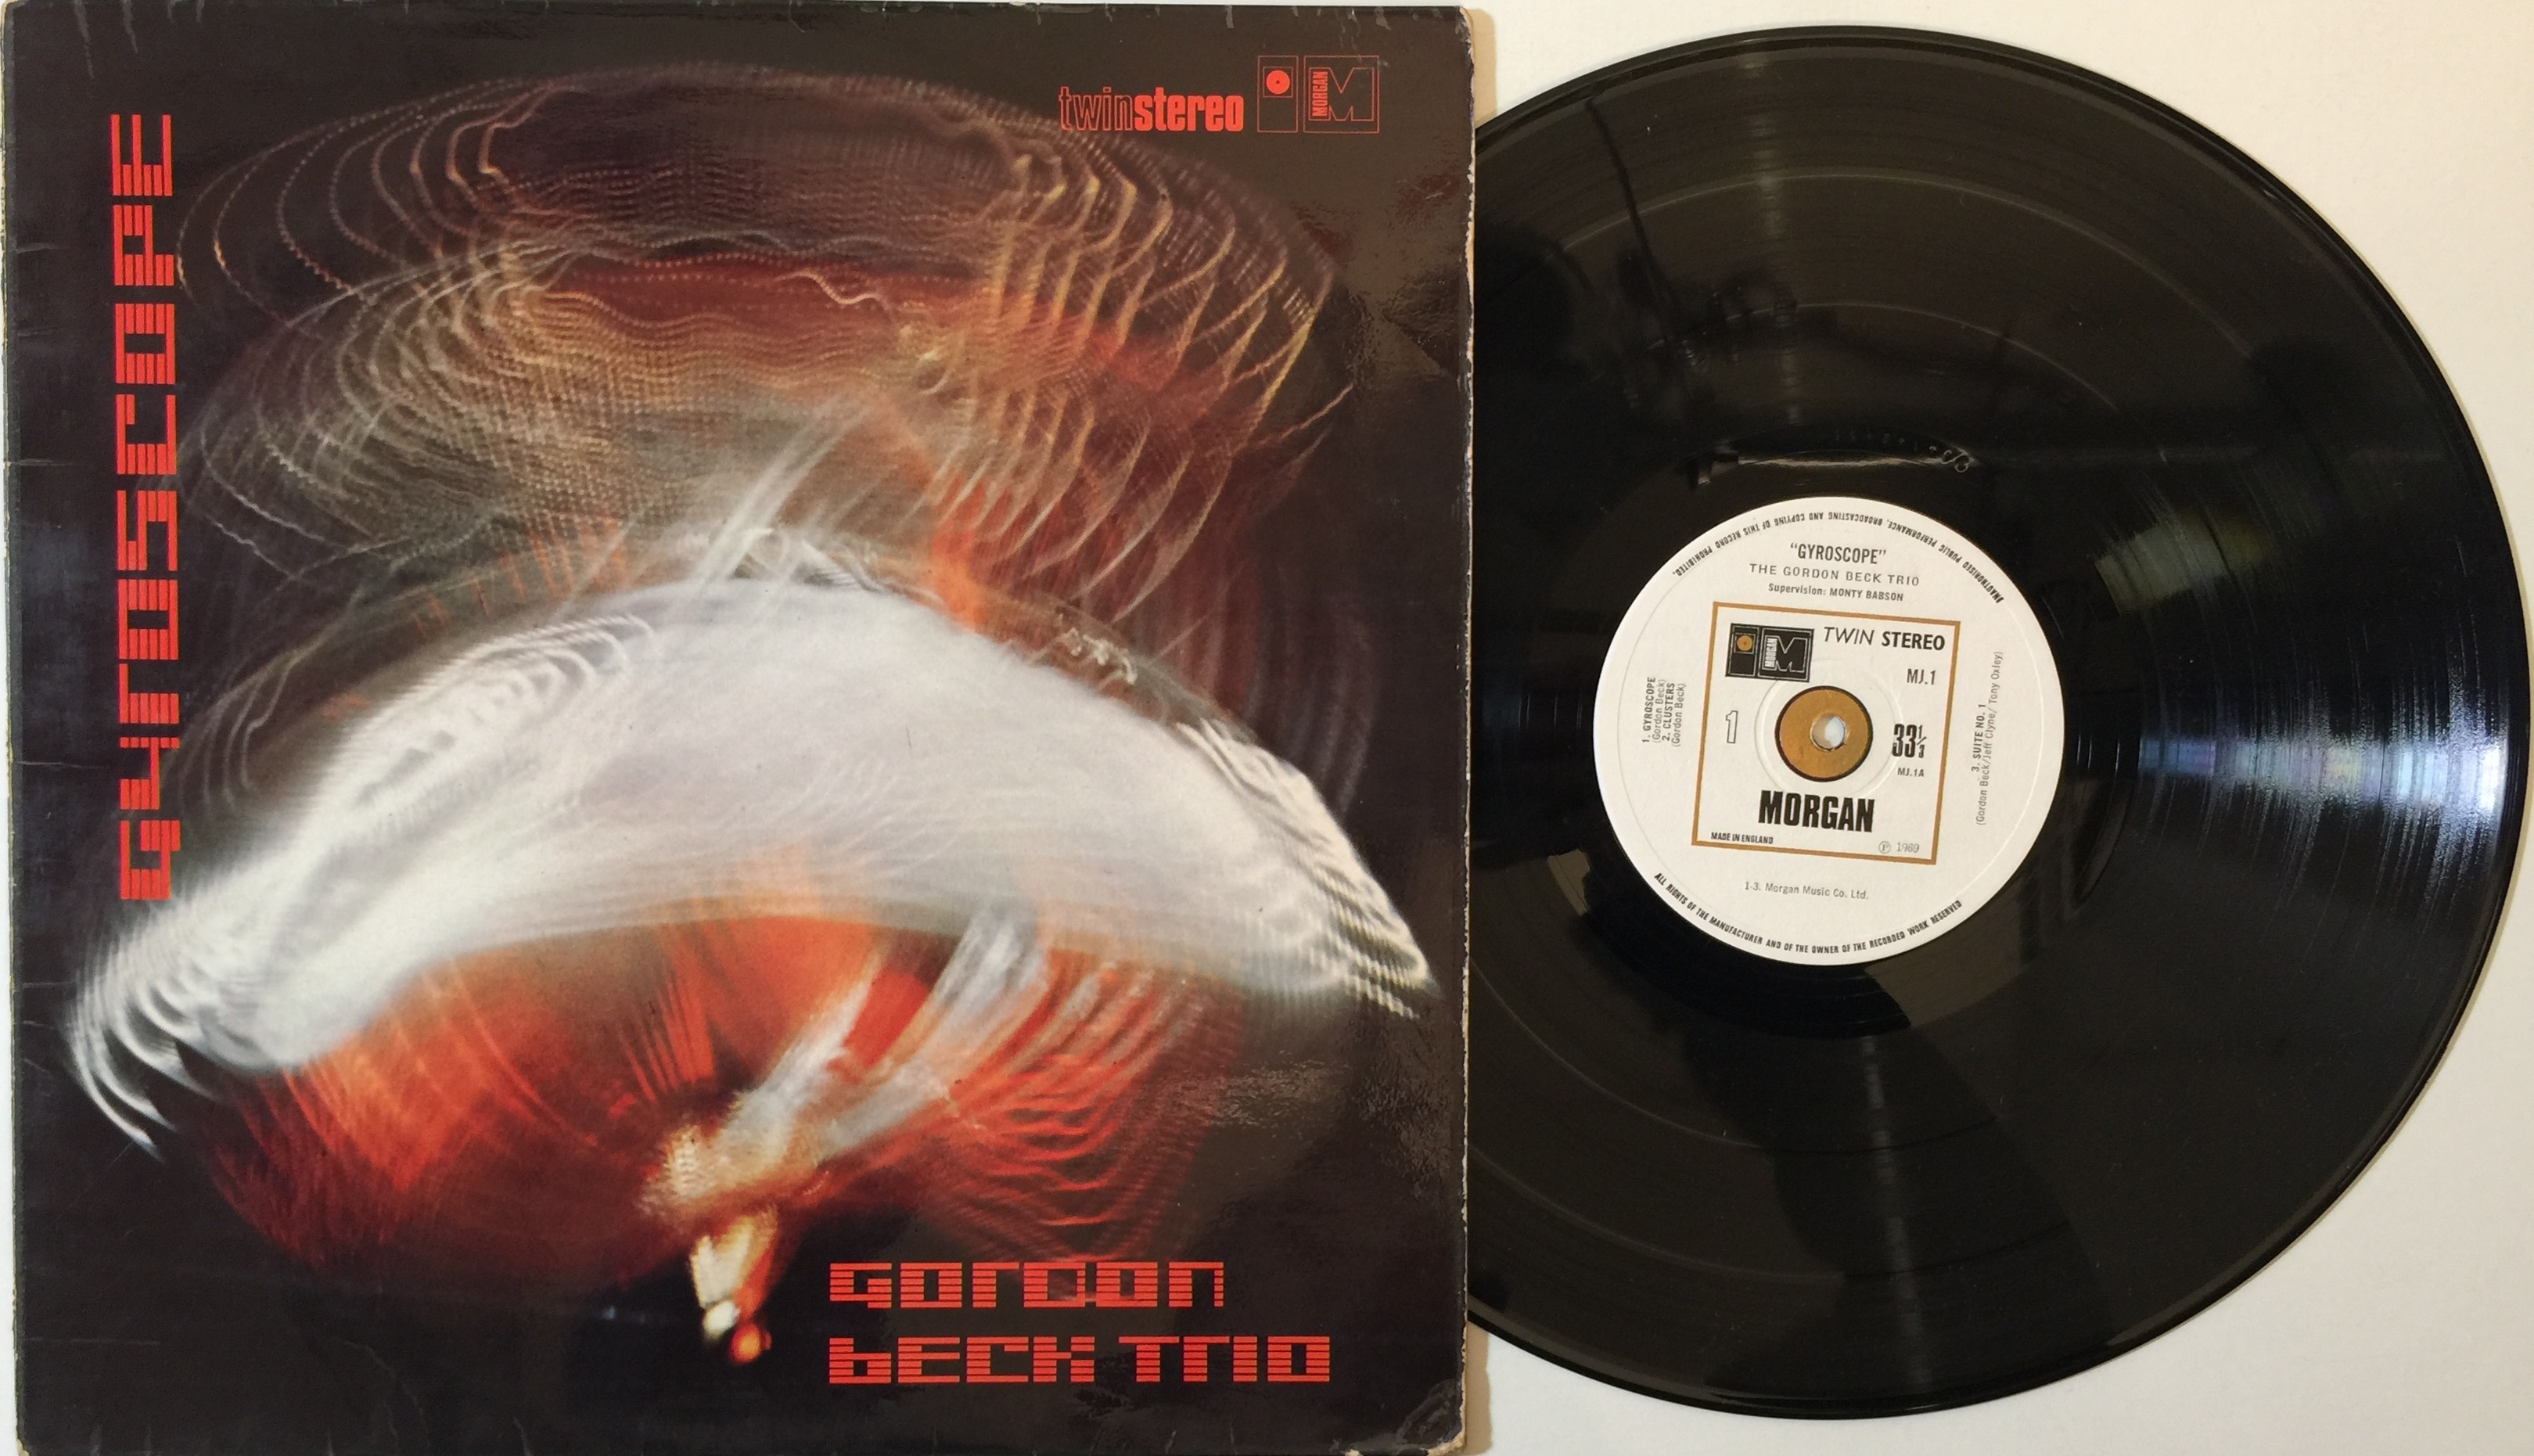 GYROSCOPE
twinstereo
MORGAN M
GORDON
BECK TRIO
UNAUTHORISED PUBLIC PERFORMANCE, BROADCASTING AND COPYING OF THIS RECORD PROHIBITED.
"GYROSCOPE"
THE GORDON BECK TRIO
Supervision: MONTY BABSON
MORGAN M
TWIN STEREO
MJ.1
1
33⅓
MJ.1A
MORGAN
MADE IN ENGLAND
Ⓟ 1969
1. GYROSCOPE
(Gordon Beck)
2. CLUSTERS
(Gordon Beck)
3. SUITE NO. 1
(Gordon Beck/Jeff Clyne/Tony Oxley)
1-3. Morgan Music Co. Ltd.
ALL RIGHTS OF THE MANUFACTURER AND OF THE OWNER OF THE RECORDED WORK RESERVED